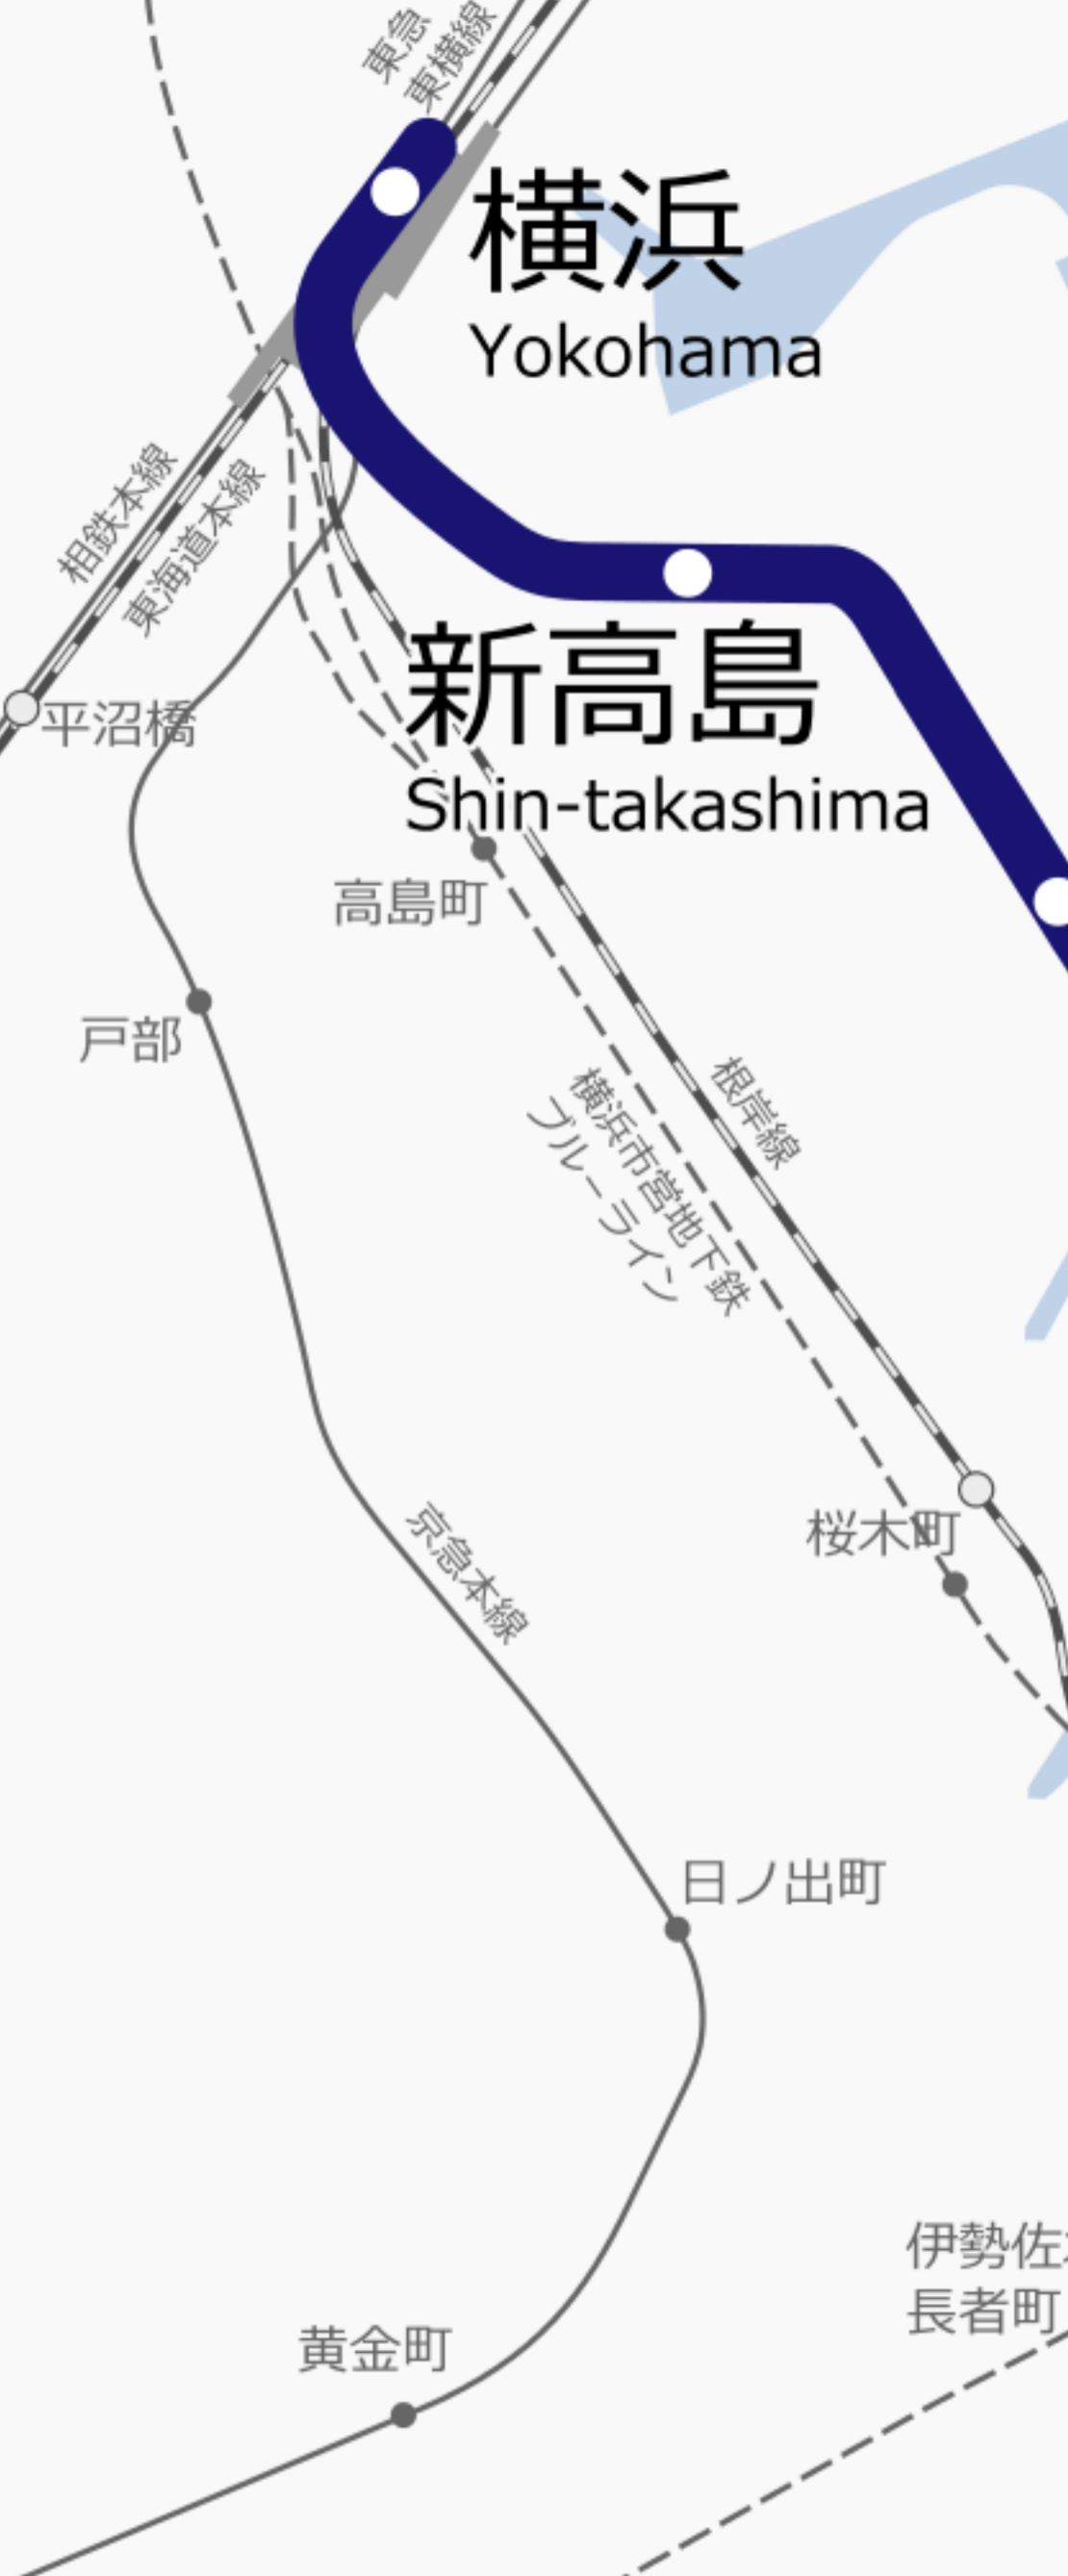 東急
東横線
横浜
Yokohama
相鉄本線
東海道本線
新高島
Shin-takashima
平沼橋
高島町
戸部
根岸線
横浜市営地下鉄
ブルーライン
桜木町
京急本線
日ノ出町
伊勢佐
長者町
黄金町